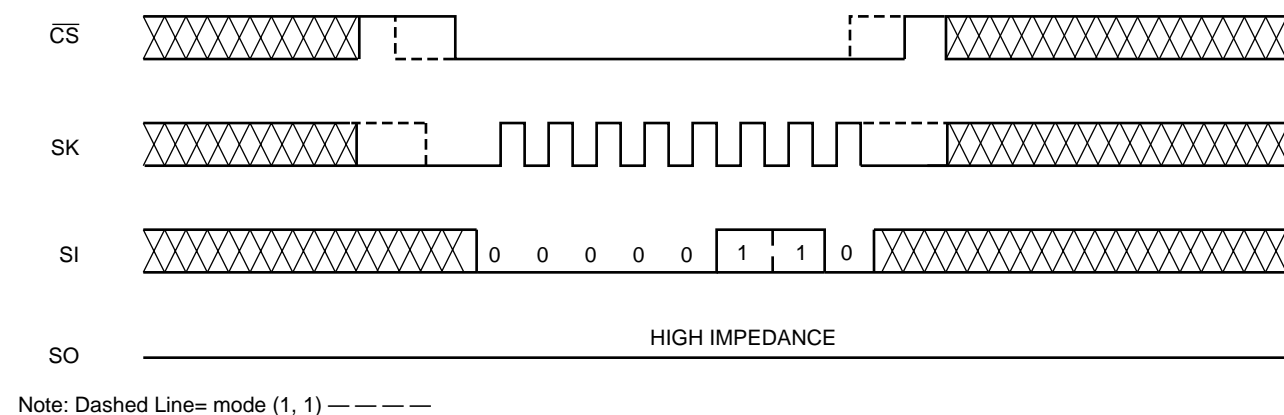 CS
SK
SI
0 0 0 0 0 1 1 0
HIGH IMPEDANCE
SO
Note: Dashed Line= mode (1, 1) — — — —